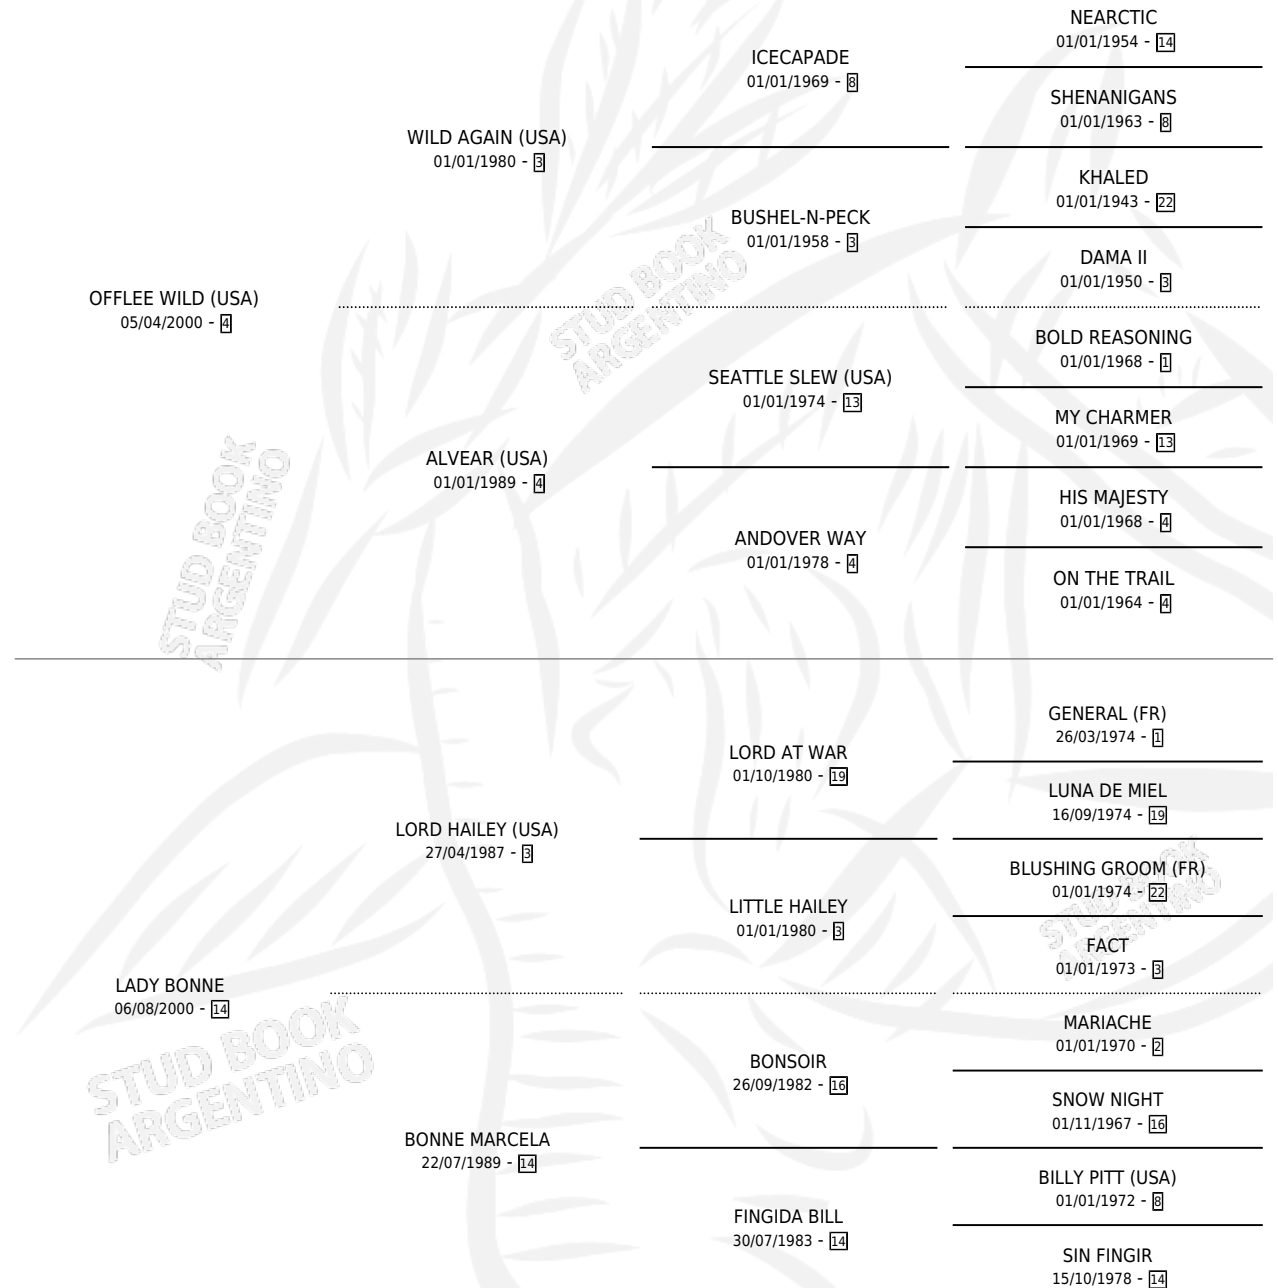 NEARCTIC
01/01/1954 - 14
ICECAPADE
01/01/1969 - 8
SHENANIGANS
01/01/1963 - 8
WILD AGAIN (USA)
01/01/1980 - 3
KHALED
01/01/1943 - 22
BUSHEL-N-PECK
01/01/1958 - 3
DAMA II
01/01/1950 - 3
OFFLEE WILD (USA)
05/04/2000 - 4
BOLD REASONING
01/01/1968 - 1
SEATTLE SLEW (USA)
01/01/1974 - 13
MY CHARMER
01/01/1969 - 13
ALVEAR (USA)
01/01/1989 - 4
HIS MAJESTY
01/01/1968 - 4
ANDOVER WAY
01/01/1978 - 4
ON THE TRAIL
01/01/1964 - 4
GENERAL (FR)
26/03/1974 - 1
LORD AT WAR
01/10/1980 - 19
LUNA DE MIEL
16/09/1974 - 19
LORD HAILEY (USA)
27/04/1987 - 3
BLUSHING GROOM (FR)
01/01/1974 - 22
LITTLE HAILEY
01/01/1980 - 3
FACT
01/01/1973 - 3
LADY BONNE
06/08/2000 - 14
MARIACHE
01/01/1970 - 2
BONSOIR
26/09/1982 - 16
SNOW NIGHT
01/11/1967 - 16
BONNE MARCELA
22/07/1989 - 14
BILLY PITT (USA)
01/01/1972 - 8
FINGIDA BILL
30/07/1983 - 14
SIN FINGIR
15/10/1978 - 14
STUD BOOK
ARGENTINO
STUD BOOK
ARGENTINO
STUD BOOK
ARGENTINO
STUD BOOK
ARGENTINO